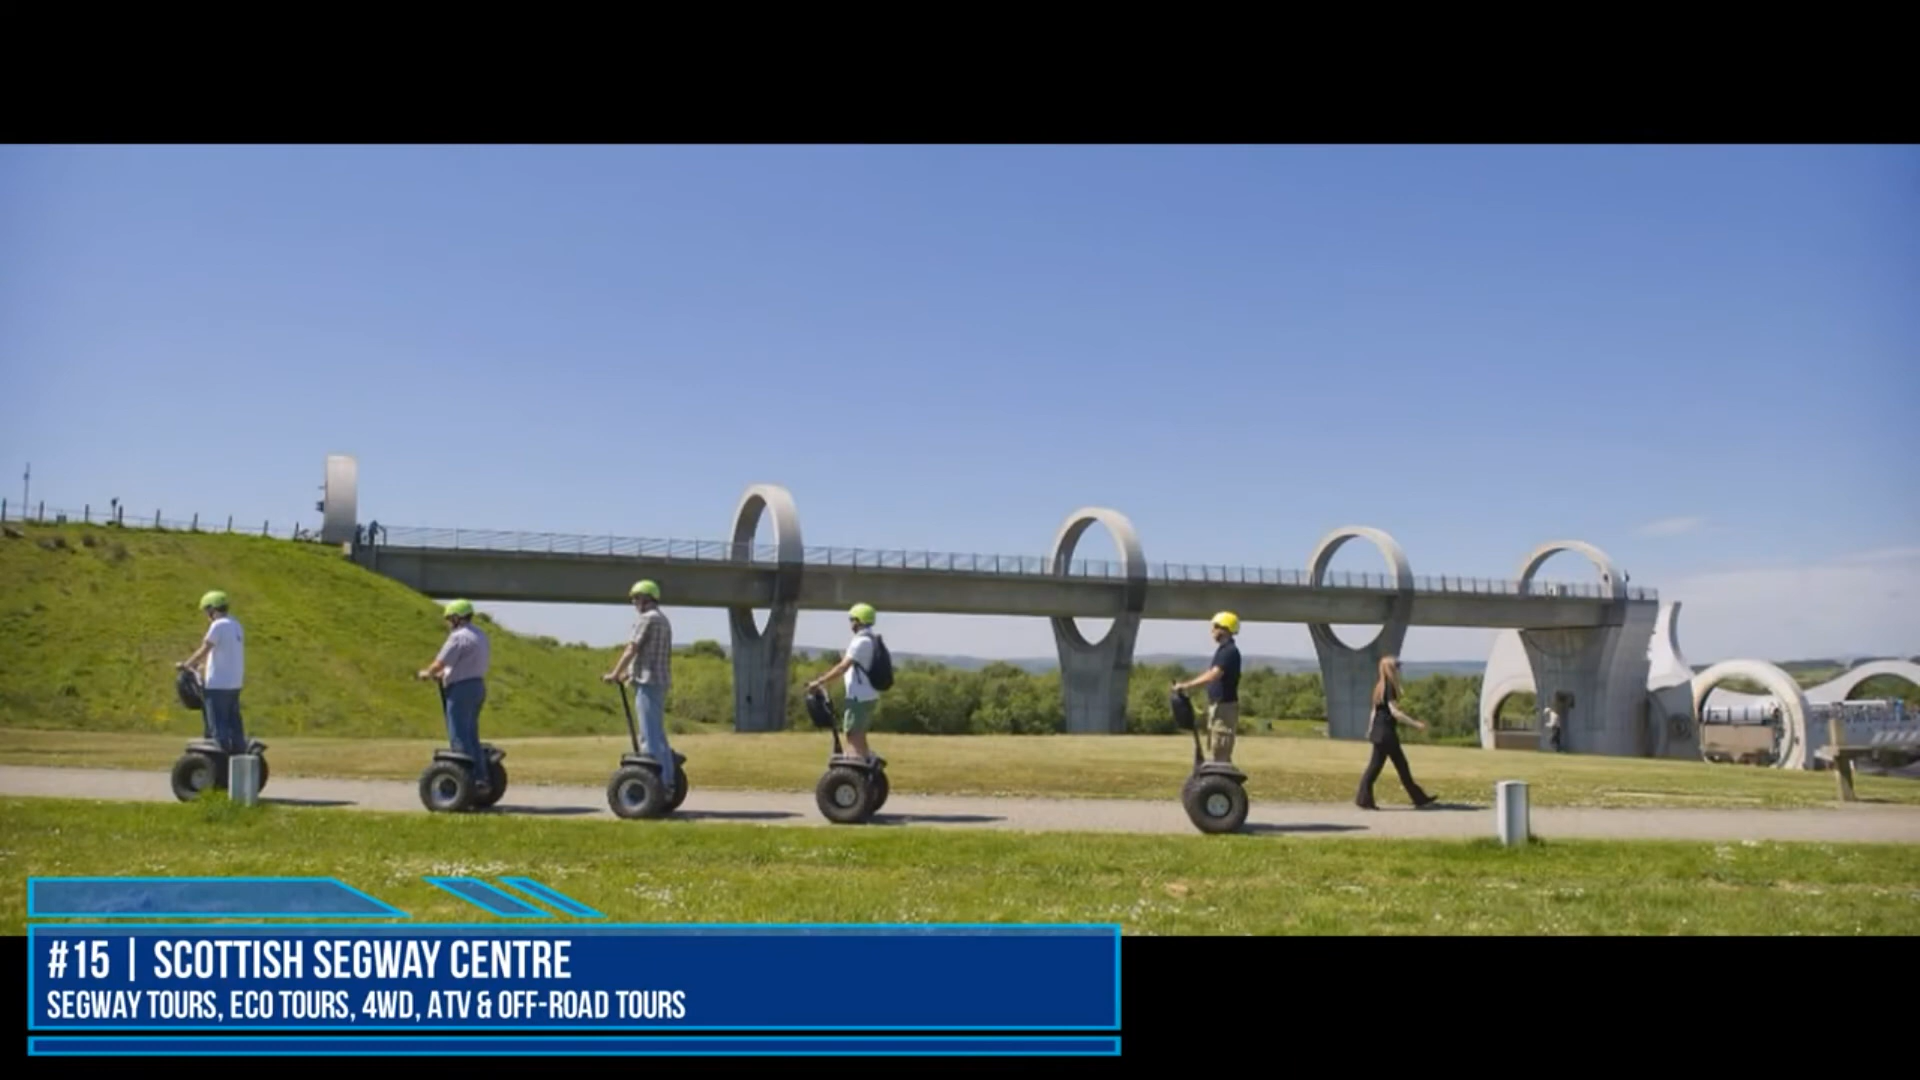 #15 | SCOTTISH SEGWAY CENTRE
SEGWAY TOURS, ECO TOURS, 4WD, ATV & OFF-ROAD TOURS